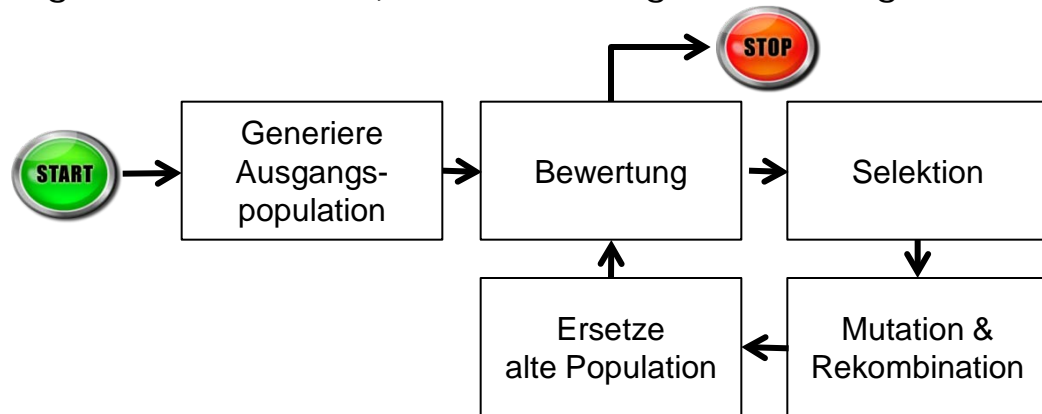 STOP
START
Generiere
Ausgangs-
population
Bewertung
Selektion
Ersetze
alte Population
Mutation &
Rekombination